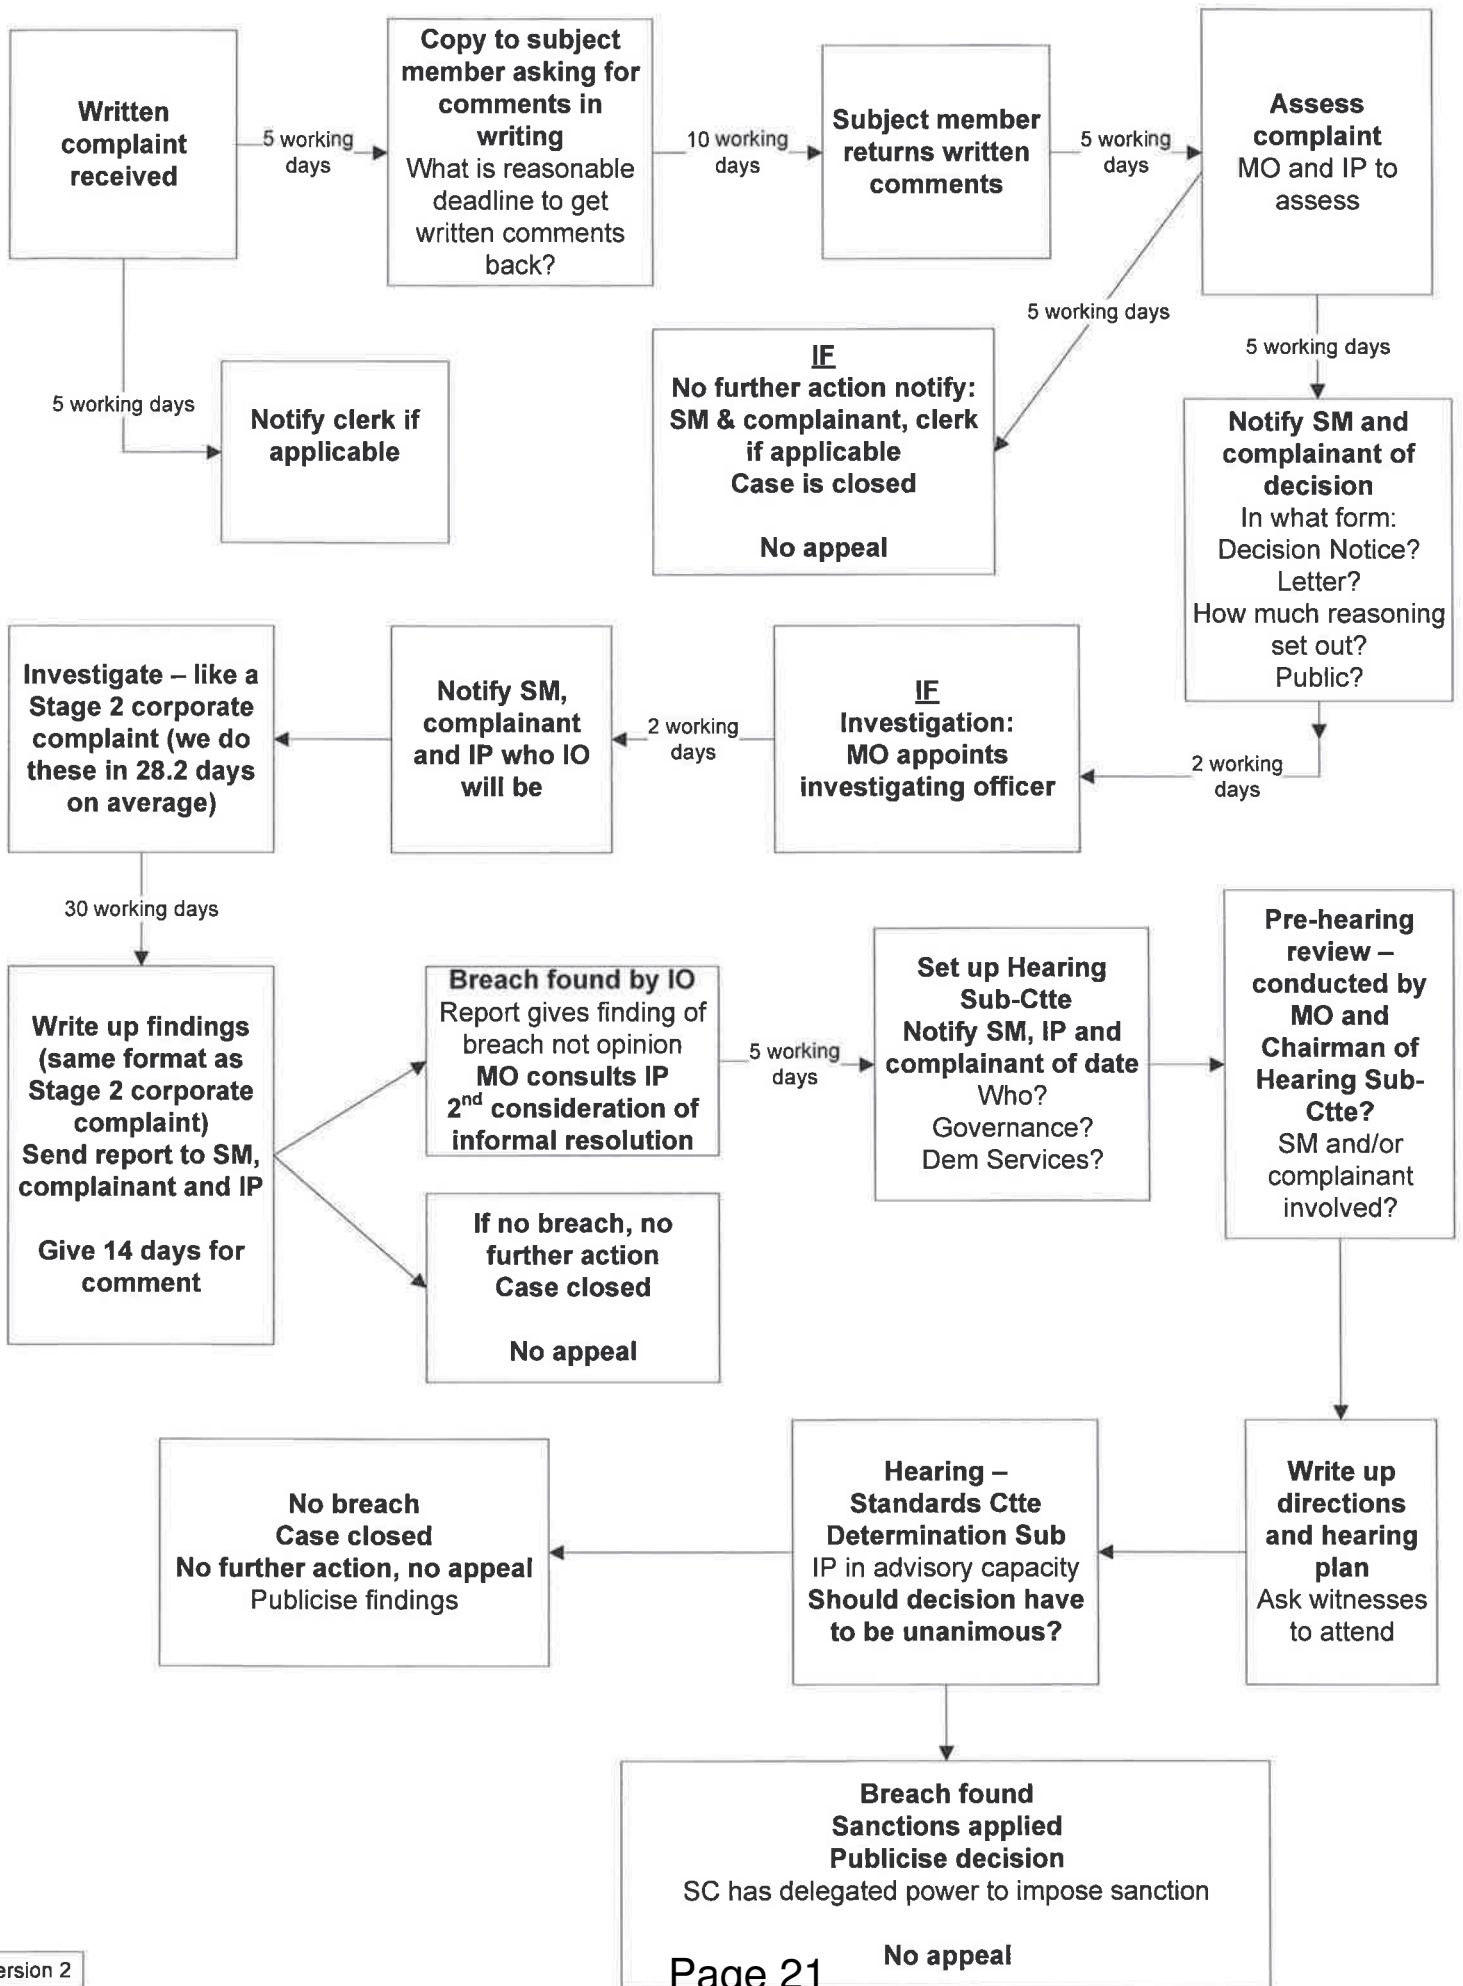 Written
complaint
received
5 working
days
Copy to subject
member asking for
comments in
writing
What is reasonable
deadline to get
written comments
back?
10 working
days
Subject member
returns written
comments
5 working
days
Assess
complaint
MO and IP to
assess
5 working days
Notify clerk if
applicable
5 working days
IF
No further action notify:
SM & complainant, clerk
if applicable
Case is closed
No appeal
5 working days
Notify SM and
complainant of
decision
In what form:
Decision Notice?
Letter?
How much reasoning
set out?
Public?
2 working
days
IF
Investigation:
MO appoints
investigating officer
2 working
days
Notify SM,
complainant
and IP who IO
will be
Investigate – like a
Stage 2 corporate
complaint (we do
these in 28.2 days
on average)
30 working days
Write up findings
(same format as
Stage 2 corporate
complaint)
Send report to SM,
complainant and IP
Give 14 days for
comment
Breach found by IO
Report gives finding of
breach not opinion
MO consults IP
2nd consideration of
informal resolution
If no breach, no
further action
Case closed
No appeal
5 working
days
Set up Hearing
Sub-Ctte
Notify SM, IP and
complainant of date
Who?
Governance?
Dem Services?
Pre-hearing
review –
conducted by
MO and
Chairman of
Hearing Sub-
Ctte?
SM and/or
complainant
involved?
Write up
directions
and hearing
plan
Ask witnesses
to attend
Hearing –
Standards Ctte
Determination Sub
IP in advisory capacity
Should decision have
to be unanimous?
No breach
Case closed
No further action, no appeal
Publicise findings
Breach found
Sanctions applied
Publicise decision
SC has delegated power to impose sanction
No appeal
ersion 2
Page 21